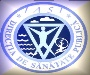 DIRECTIA DE SANATATE PUBLICA